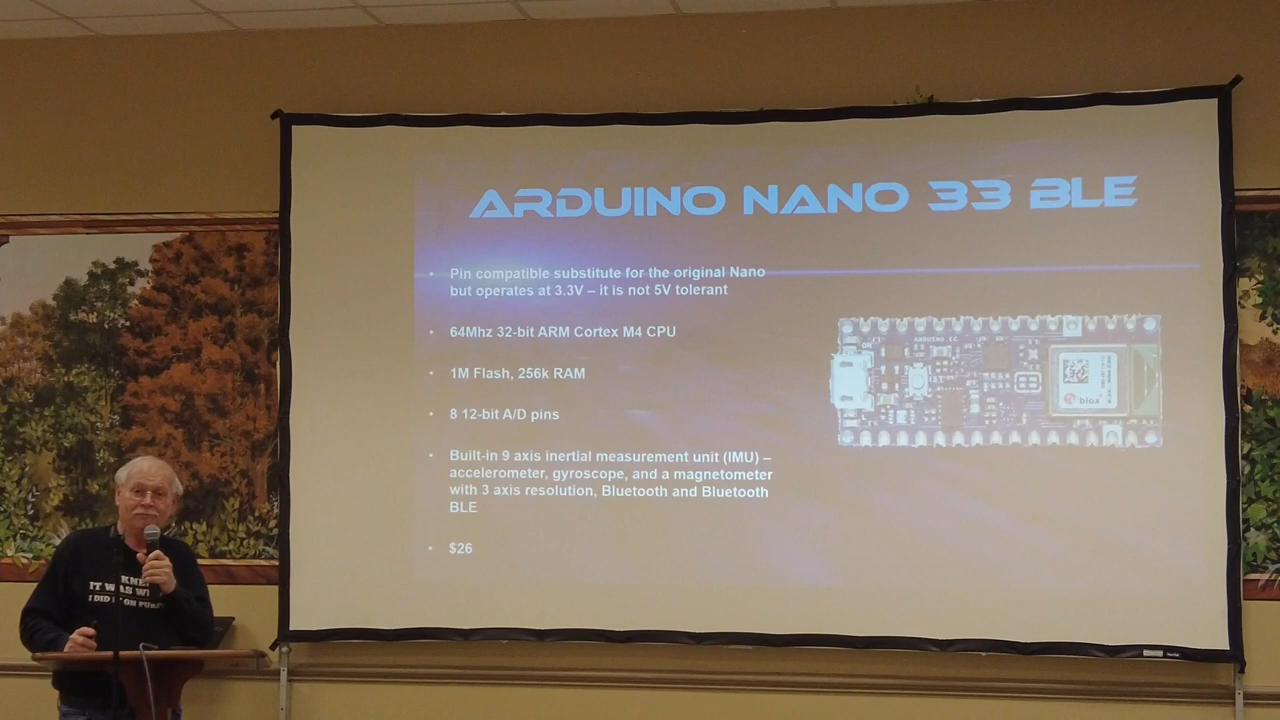 ARDUINO NANO 33 BLE
• Pin compatible substitute for the original Nano
but operates at 3.3V – it is not 5V tolerant
• 64Mhz 32-bit ARM Cortex M4 CPU
• 1M Flash, 256k RAM
• 8 12-bit A/D pins
• Built-in 9 axis inertial measurement unit (IMU) –
accelerometer, gyroscope, and a magnetometer
with 3 axis resolution, Bluetooth and Bluetooth
BLE
• $26
ARDUINO.CC
blox
IT WAS
I DID ON